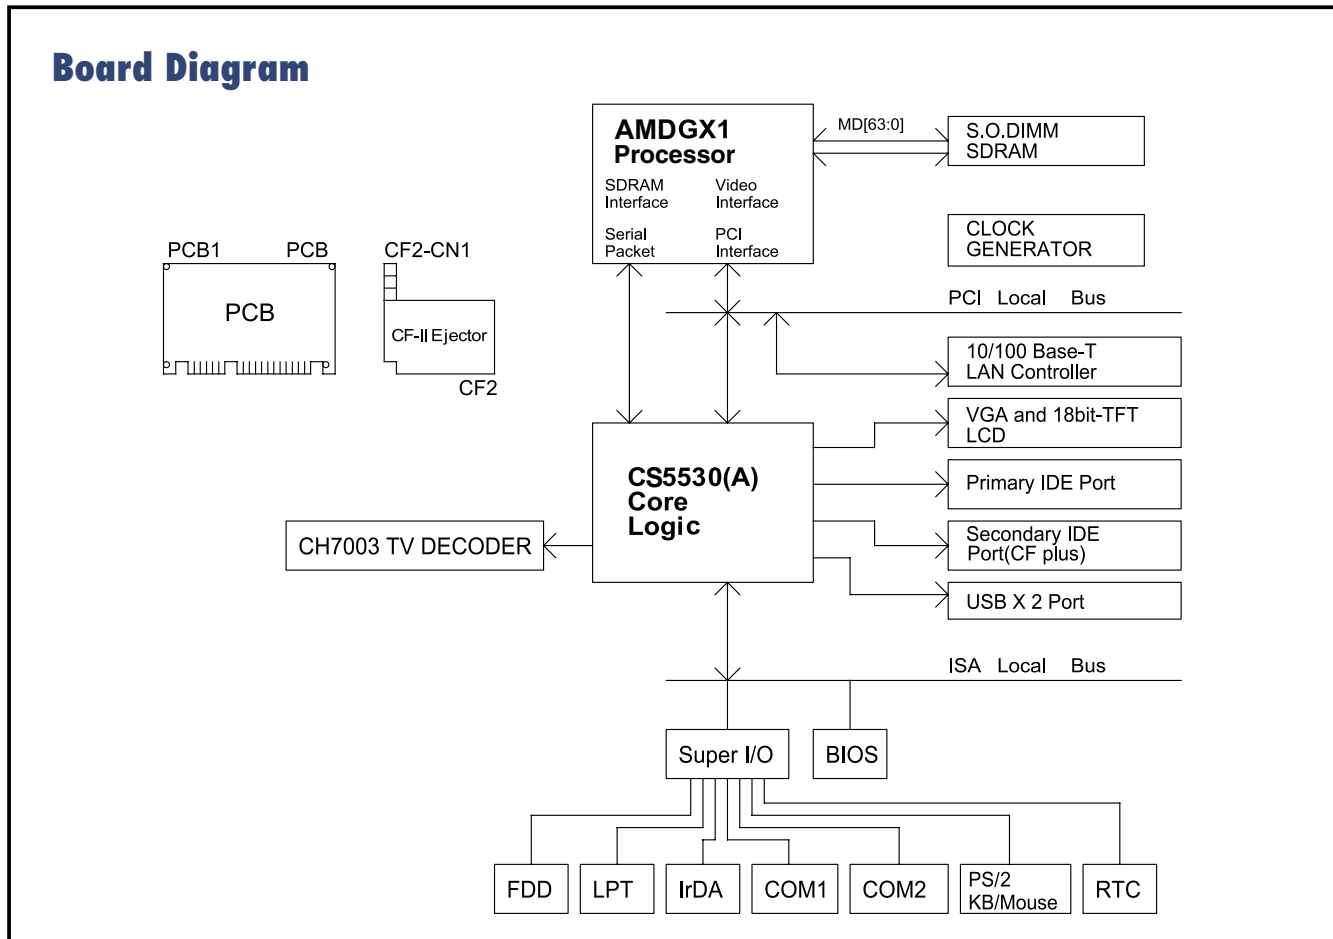 Board Diagram
AMDGX1
Processor
SDRAM
Interface
Video
Interface
Serial
Packet
PCI
Interface
MD[63:0]
S.O.DIMM
SDRAM
CLOCK
GENERATOR
PCB1
PCB
PCB
CF2-CN1
CF-II Ejector
CF2
PCI Local Bus
10/100 Base-T
LAN Controller
VGA and 18bit-TFT
LCD
CS5530(A)
Core
Logic
Primary IDE Port
CH7003 TV DECODER
Secondary IDE
Port(CF plus)
USB X 2 Port
ISA Local Bus
Super I/O
BIOS
FDD
LPT
IrDA
COM1
COM2
PS/2
KB/Mouse
RTC